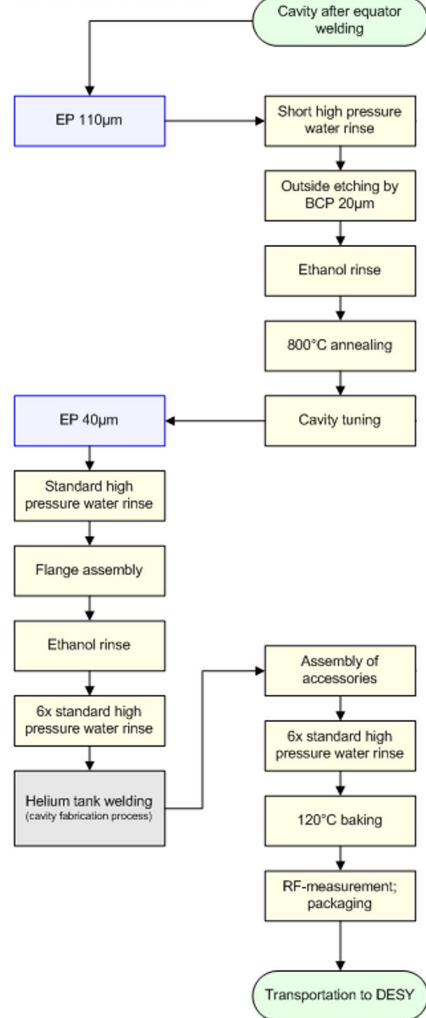 Cavity after equator
welding
EP 110µm
Short high pressure
water rinse
Outside etching by
BCP 20µm
Ethanol rinse
800°C annealing
Cavity tuning
EP 40µm
Standard high
pressure water rinse
Flange assembly
Ethanol rinse
6x standard high
pressure water rinse
Helium tank welding
(cavity fabrication process)
Assembly of
accessories
6x standard high
pressure water rinse
120°C baking
RF-measurement;
packaging
Transportation to DESY